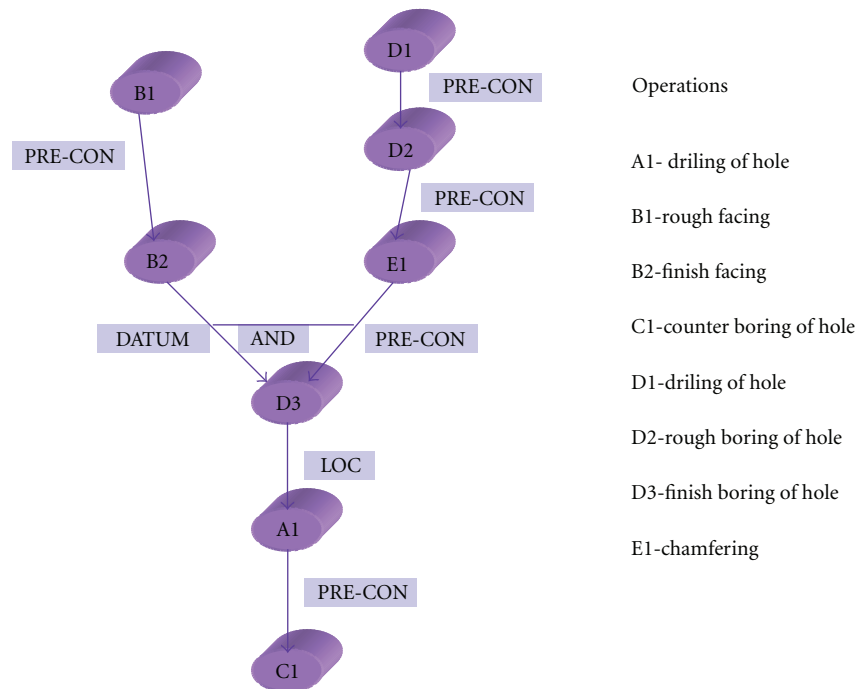 D1
B1
PRE-CON
Operations
D2
PRE-CON
A1- driling of hole
PRE-CON
B1-rough facing
B2
E1
B2-finish facing
DATUM
AND
PRE-CON
C1-counter boring of hole
D3
D1-driling of hole
D2-rough boring of hole
LOC
D3-finish boring of hole
A1
E1-chamfering
PRE-CON
C1